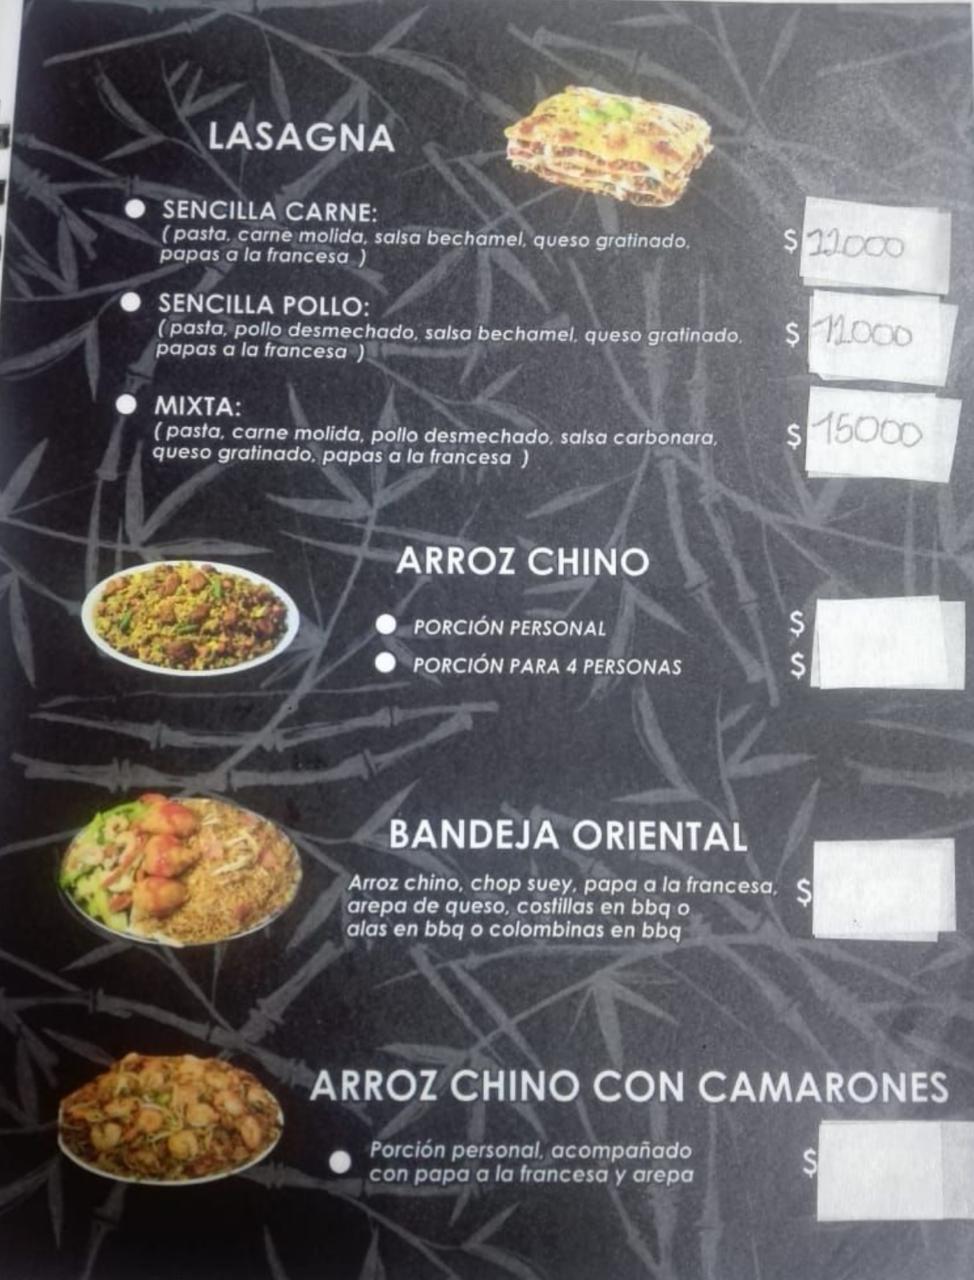 LASAGNA
SENCILLA CARNE:
( pasta, carne molida, salsa bechamel, queso gratinado,
papas a la francesa )
$ 11000
SENCILLA POLLO:
( pasta, pollo desmechado, salsa bechamel, queso gratinado,
papas a la francesa )
$ 11000
MIXTA:
( pasta, carne molida, pollo desmechado, salsa carbonara,
queso gratinado, papas a la francesa )
$ 15000
ARROZ CHINO
PORCIÓN PERSONAL $
PORCIÓN PARA 4 PERSONAS $
BANDEJA ORIENTAL
Arroz chino, chop suey, papa a la francesa,
arepa de queso, costillas en bbq o
alas en bbq o colombinas en bbq
$
ARROZ CHINO CON CAMARONES
Porción personal, acompañado
con papa a la francesa y arepa
$